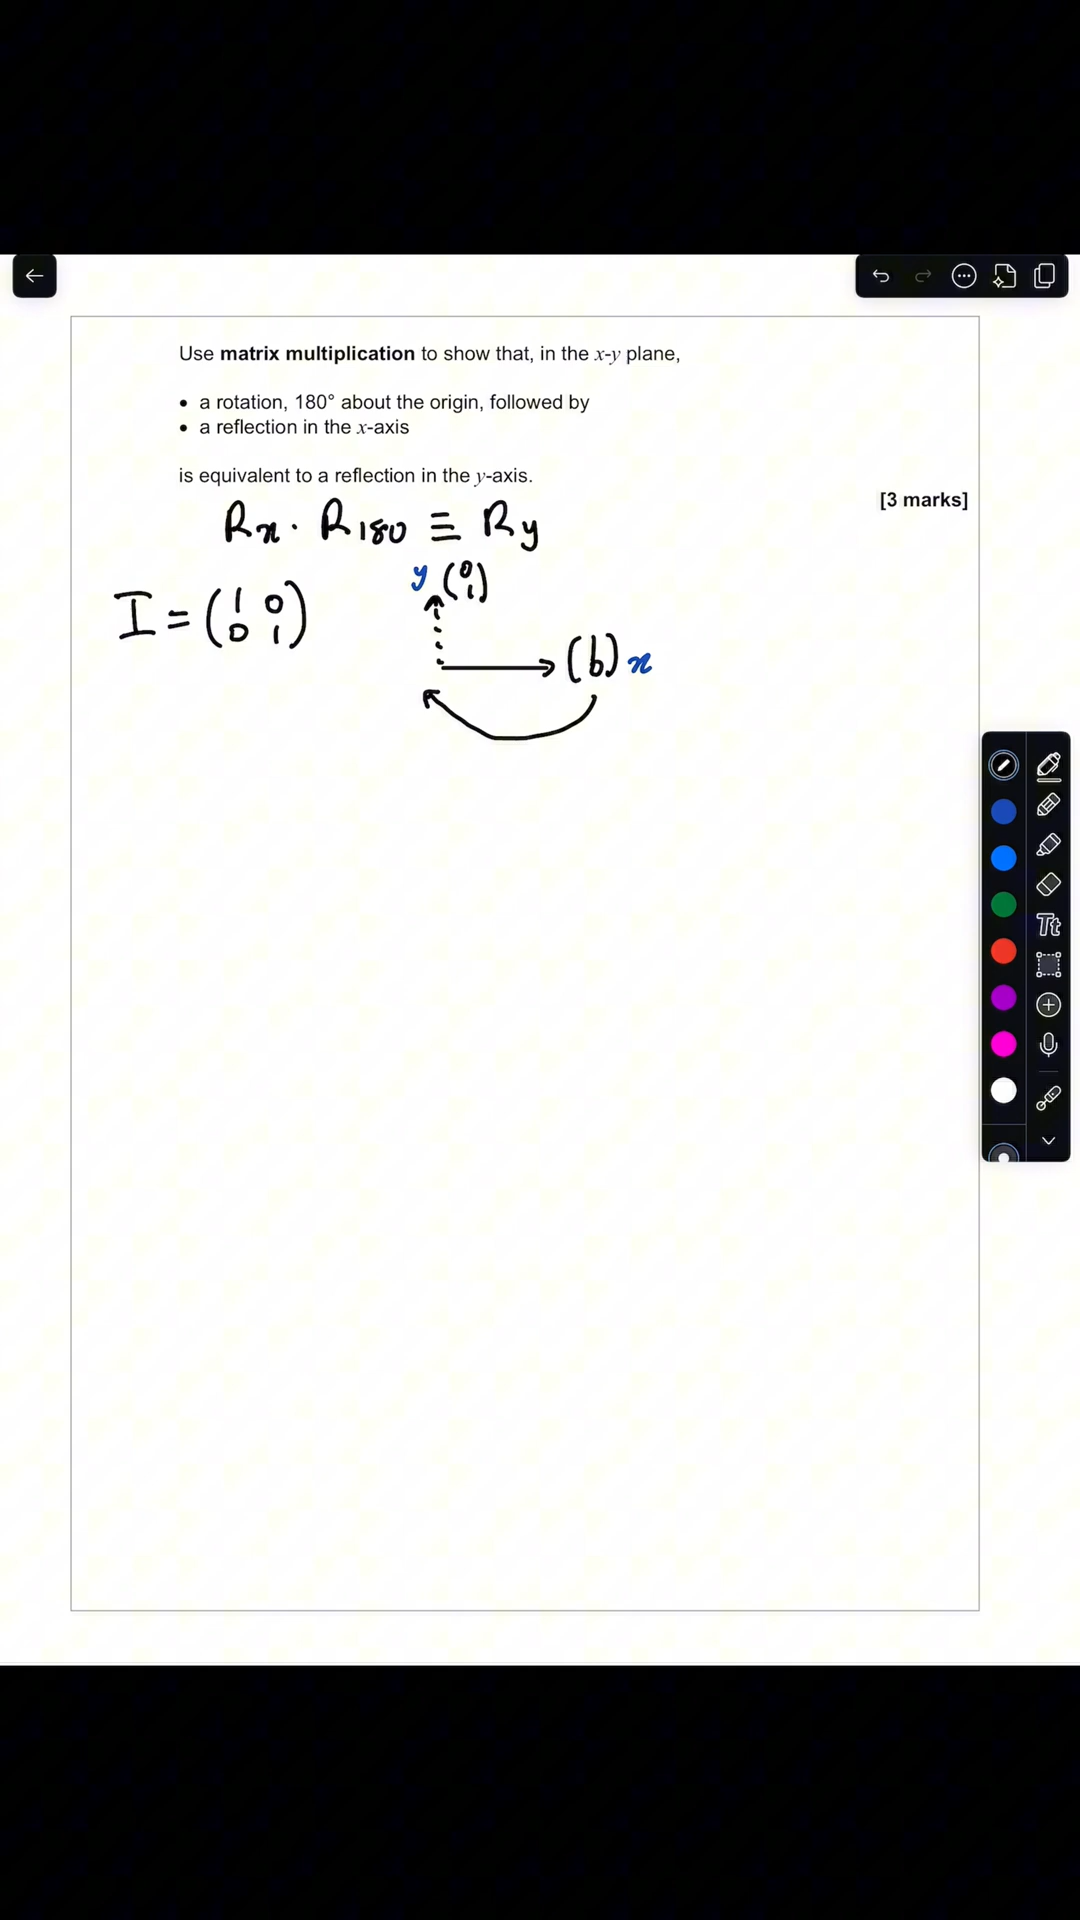 Use matrix multiplication to show that, in the x-y plane,
• a rotation, 180° about the origin, followed by
• a reflection in the x-axis
is equivalent to a reflection in the y-axis.
[3 marks]
Rx · R180 ≡ Ry
y (0 1)
I = (1 0 0 1)
x
Tt